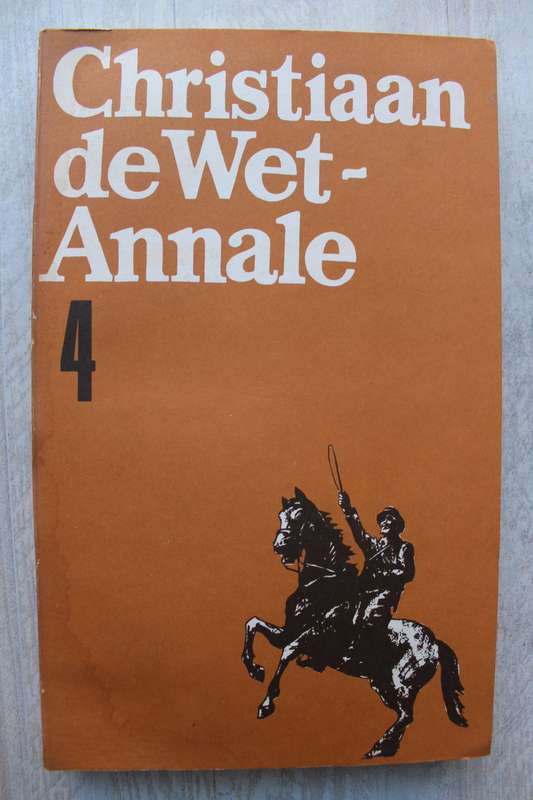 Christiaan
de Wet-
Annale
4